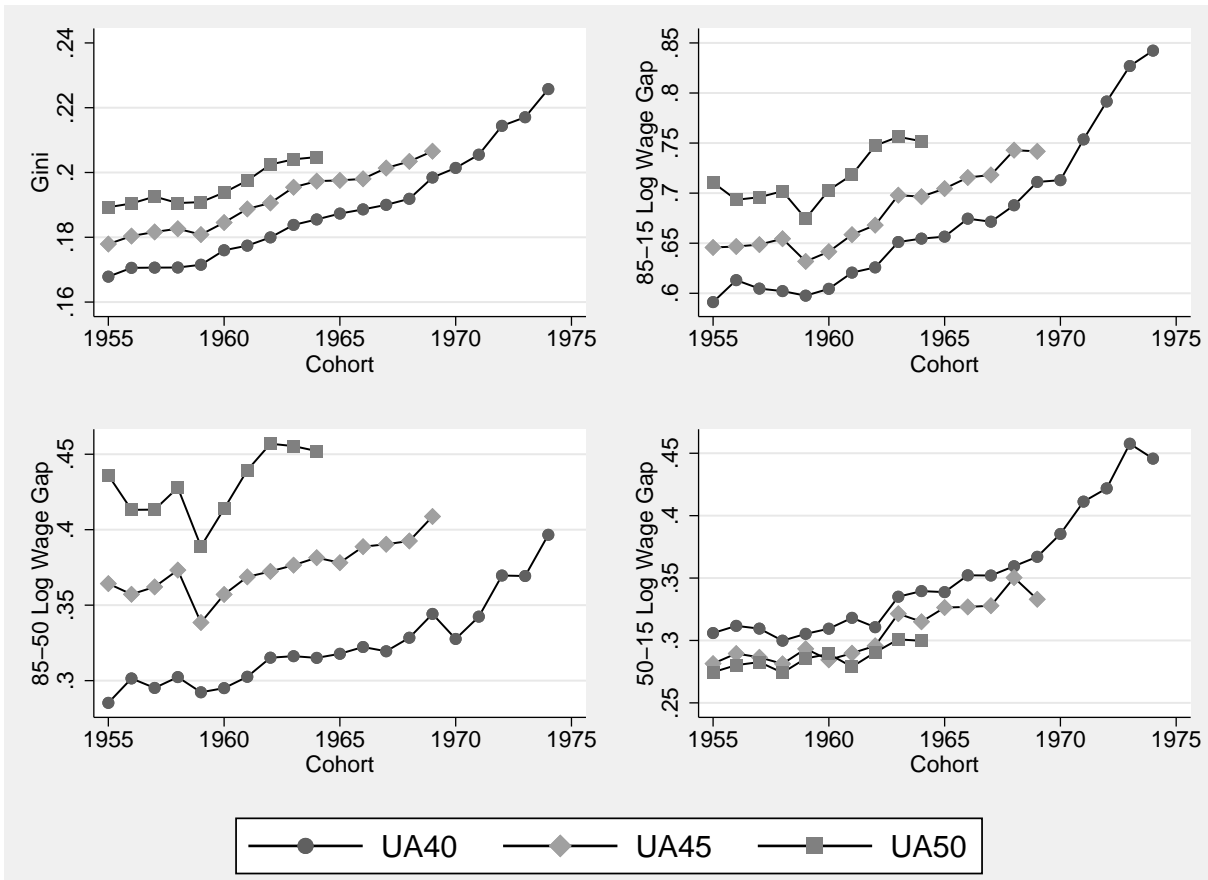 .16 .18 .2 .22 .24
Gini
1955 1960 1965 1970 1975
Cohort
.6 .65 .7 .75 .8 .85
85−15 Log Wage Gap
1955 1960 1965 1970 1975
Cohort
.3 .35 .4 .45
85−50 Log Wage Gap
1955 1960 1965 1970 1975
Cohort
.25 .3 .35 .4 .45
50−15 Log Wage Gap
1955 1960 1965 1970 1975
Cohort
UA40 UA45 UA50